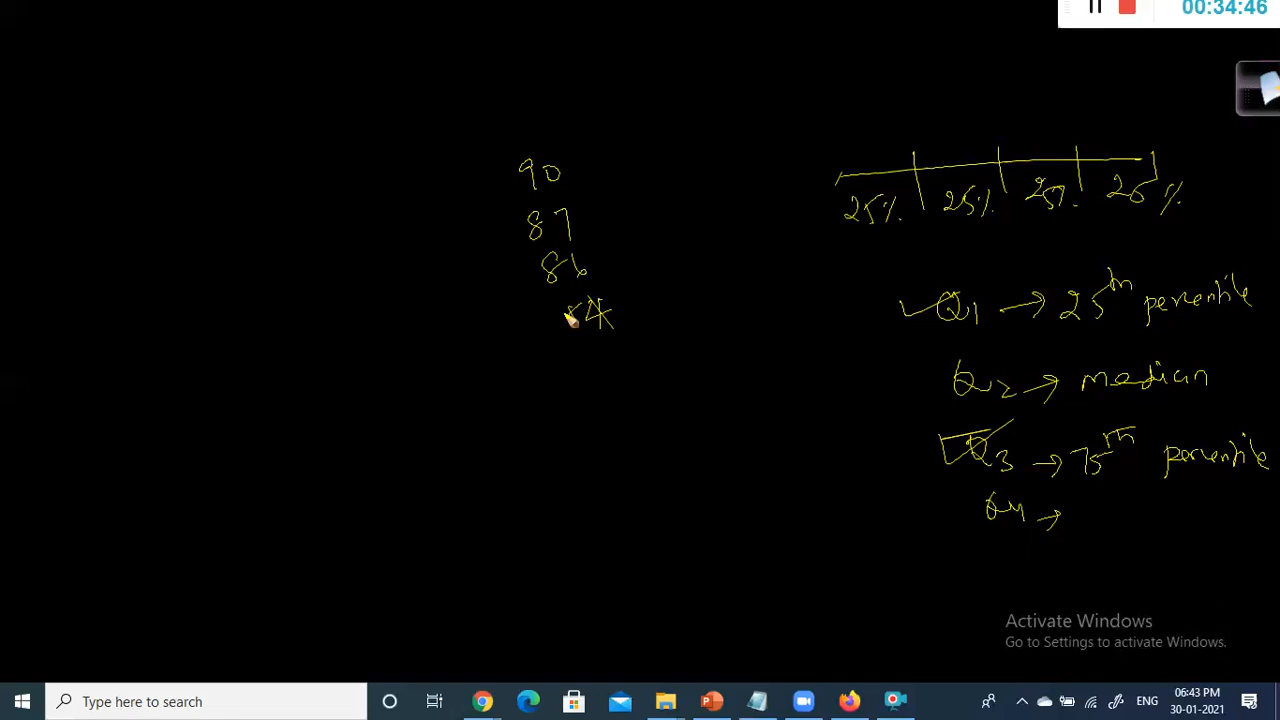 00:34:46
90
87
86
84
25% 25% 25% 25 %
Q1 → 25th percentile
Q2 → median
Q3 → 75th percentile
Q4 →
Activate Windows
Go to Settings to activate Windows.
Type here to search
ENG
06:43 PM
30-01-2021